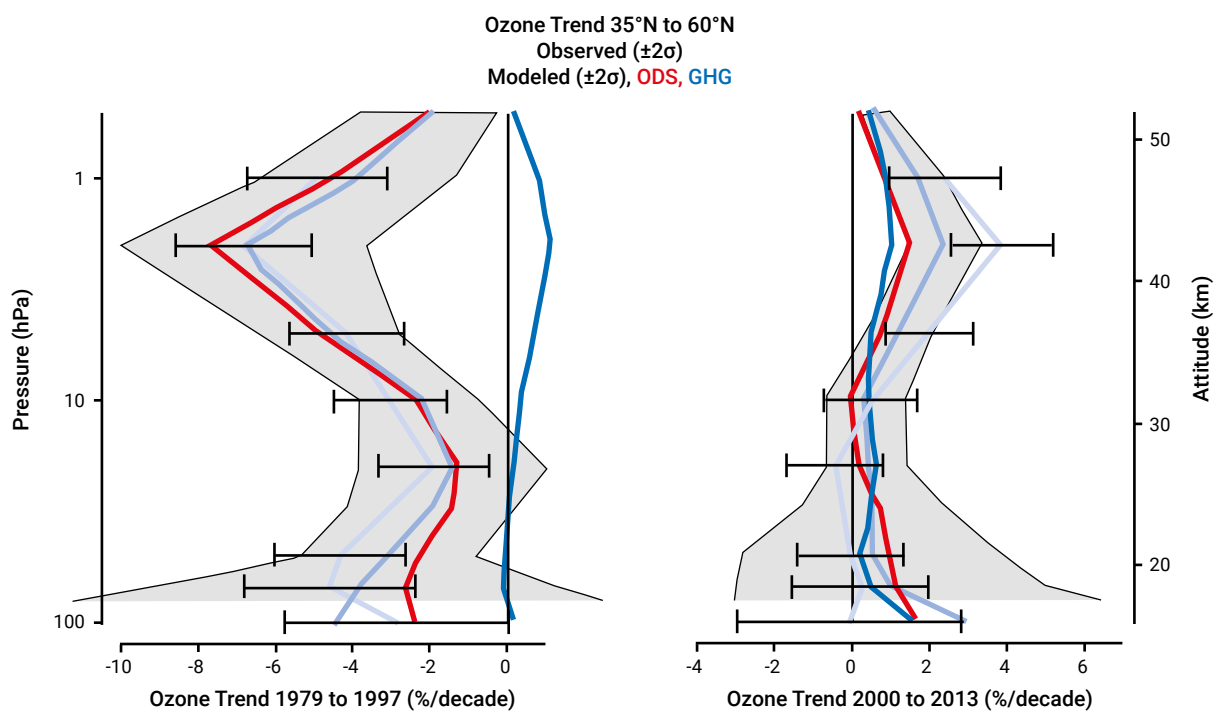 Ozone Trend 35°N to 60°N
Observed (±2σ)
Modeled (±2σ), ODS, GHG
Pressure (hPa)
1
10
100
-10
-8
-6
-4
-2
0
Ozone Trend 1979 to 1997 (%/decade)
-4
-2
0
2
4
6
Ozone Trend 2000 to 2013 (%/decade)
50
40
30
20
Attitude (km)